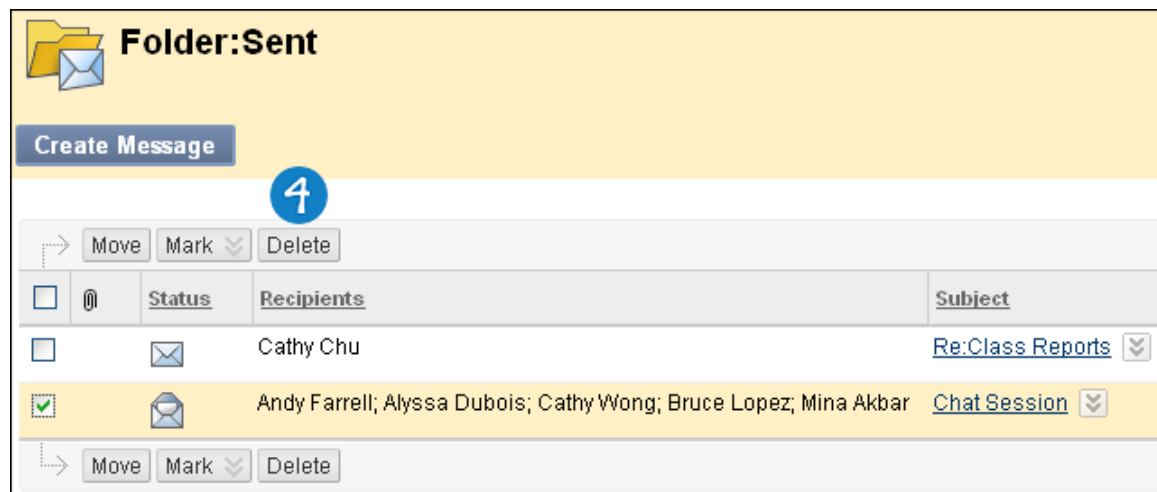 Folder:Sent
Create Message
4
Move Mark Delete
Status Recipients Subject
Cathy Chu Re:Class Reports
Andy Farrell; Alyssa Dubois; Cathy Wong; Bruce Lopez; Mina Akbar Chat Session
Move Mark Delete